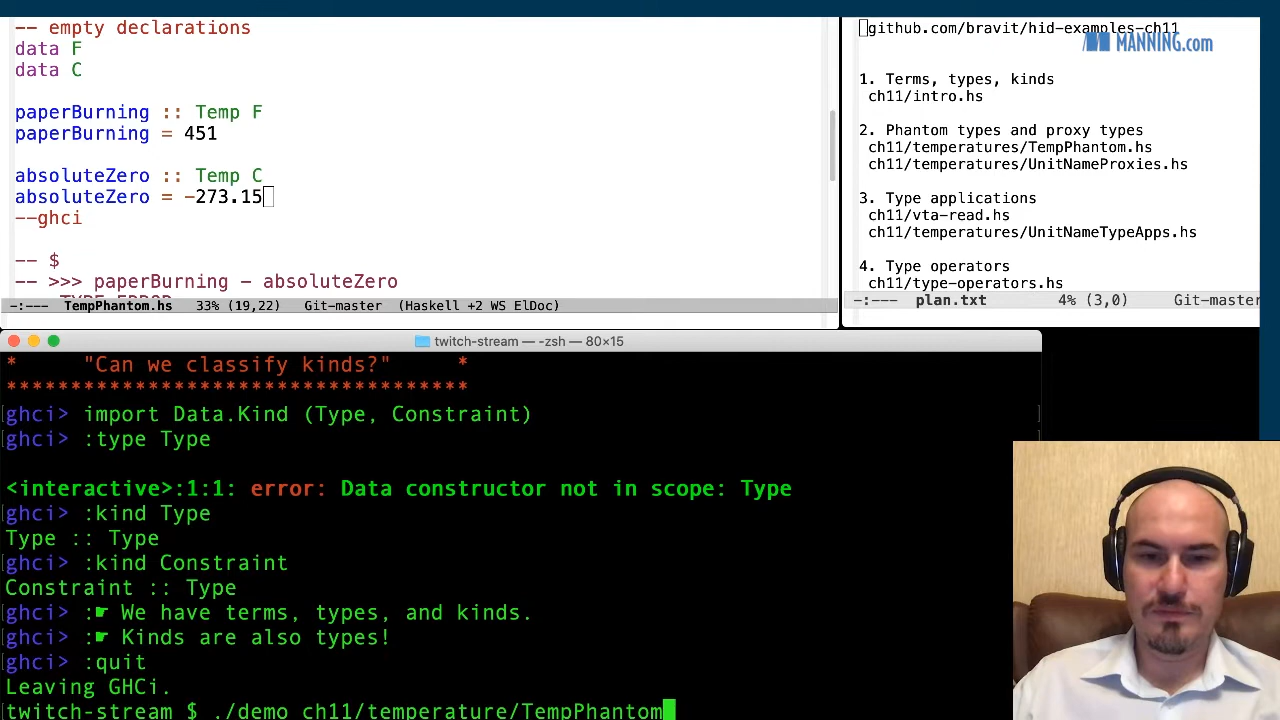 -- empty declarations
data F
data C
paperBurning :: Temp F
paperBurning = 451
absoluteZero :: Temp C
absoluteZero = -273.15
--ghci
-- $
-- >>> paperBurning - absoluteZero
-:--- TempPhantom.hs 33% (19,22) Git-master (Haskell +2 WS ElDoc)
github.com/bravit/hid-examples-ch11
MANNING.com
1. Terms, types, kinds
ch11/intro.hs
2. Phantom types and proxy types
ch11/temperatures/TempPhantom.hs
ch11/temperatures/UnitNameProxies.hs
3. Type applications
ch11/vta-read.hs
ch11/temperatures/UnitNameTypeApps.hs
4. Type operators
ch11/type-operators.hs
-:--- plan.txt 4% (3,0) Git-master
twitch-stream — -zsh — 80×15
* "Can we classify kinds?" *
************************************
ghci> import Data.Kind (Type, Constraint)
ghci> :type Type
<interactive>:1:1: error: Data constructor not in scope: Type
ghci> :kind Type
Type :: Type
ghci> :kind Constraint
Constraint :: Type
ghci> :☛ We have terms, types, and kinds.
ghci> :☛ Kinds are also types!
ghci> :quit
Leaving GHCi.
twitch-stream $ ./demo ch11/temperature/TempPhantom